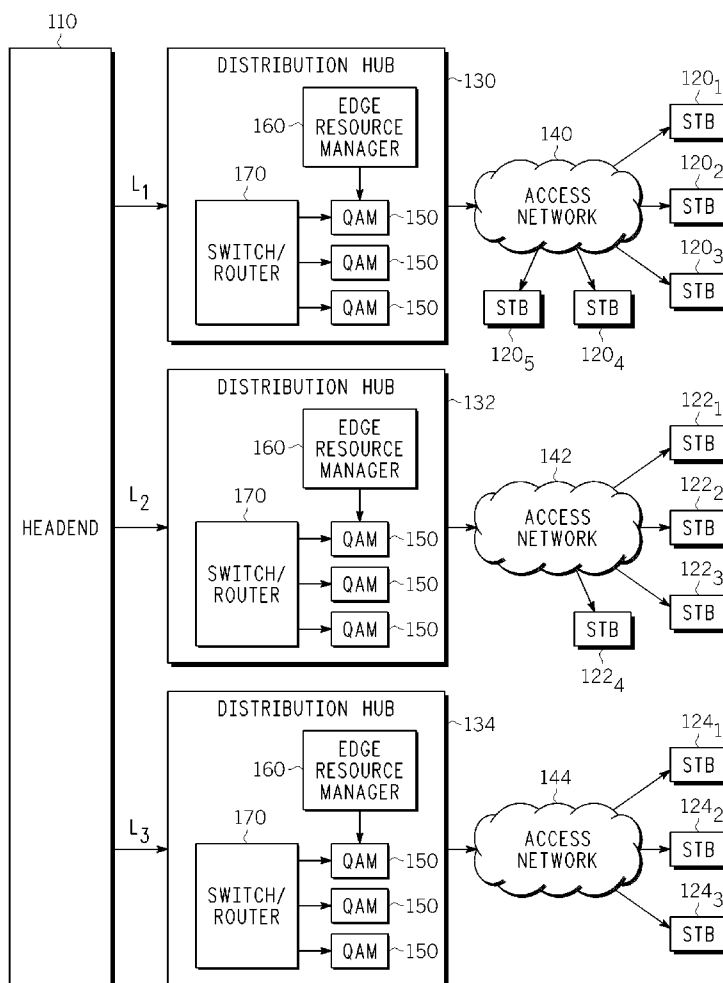 110
HEADEND
L1
DISTRIBUTION HUB
130
160
EDGE
RESOURCE
MANAGER
170
SWITCH/
ROUTER
QAM
150
QAM
150
QAM
150
140
ACCESS
NETWORK
120₁
STB
120₂
STB
120₃
STB
STB
120₅
STB
120₄
L2
DISTRIBUTION HUB
132
160
EDGE
RESOURCE
MANAGER
170
SWITCH/
ROUTER
QAM
150
QAM
150
QAM
150
142
ACCESS
NETWORK
122₁
STB
122₂
STB
122₃
STB
STB
122₄
L3
DISTRIBUTION HUB
134
160
EDGE
RESOURCE
MANAGER
170
SWITCH/
ROUTER
QAM
150
QAM
150
QAM
150
144
ACCESS
NETWORK
124₁
STB
124₂
STB
124₃
STB